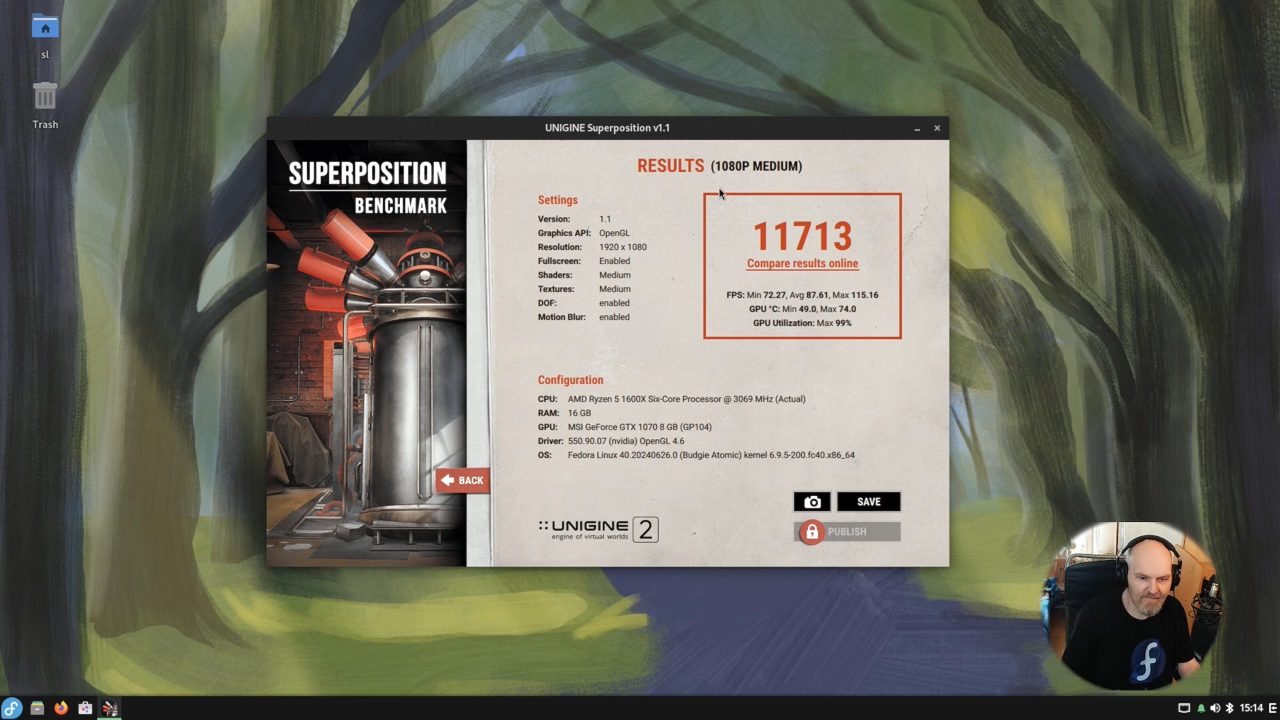 sl
Trash
UNIGINE Superposition v1.1
SUPERPOSITION
BENCHMARK
RESULTS (1080P MEDIUM)
Settings
Version: 1.1
Graphics API: OpenGL
Resolution: 1920 x 1080
Fullscreen: Enabled
Shaders: Medium
Textures: Medium
DOF: enabled
Motion Blur: enabled
11713
Compare results online
FPS: Min 72.27, Avg 87.61, Max 115.16
GPU °C: Min 49.0, Max 74.0
GPU Utilization: Max 99%
Configuration
CPU: AMD Ryzen 5 1600X Six-Core Processor @ 3069 MHz (Actual)
RAM: 16 GB
GPU: MSI GeForce GTX 1070 8 GB (GP104)
Driver: 550.90.07 (nvidia) OpenGL 4.6
OS: Fedora Linux 40.20240626.0 (Budgie Atomic) kernel 6.9.5-200.fc40.x86_64
BACK
SAVE
PUBLISH
UNIGINE 2
engine of virtual worlds
15:14